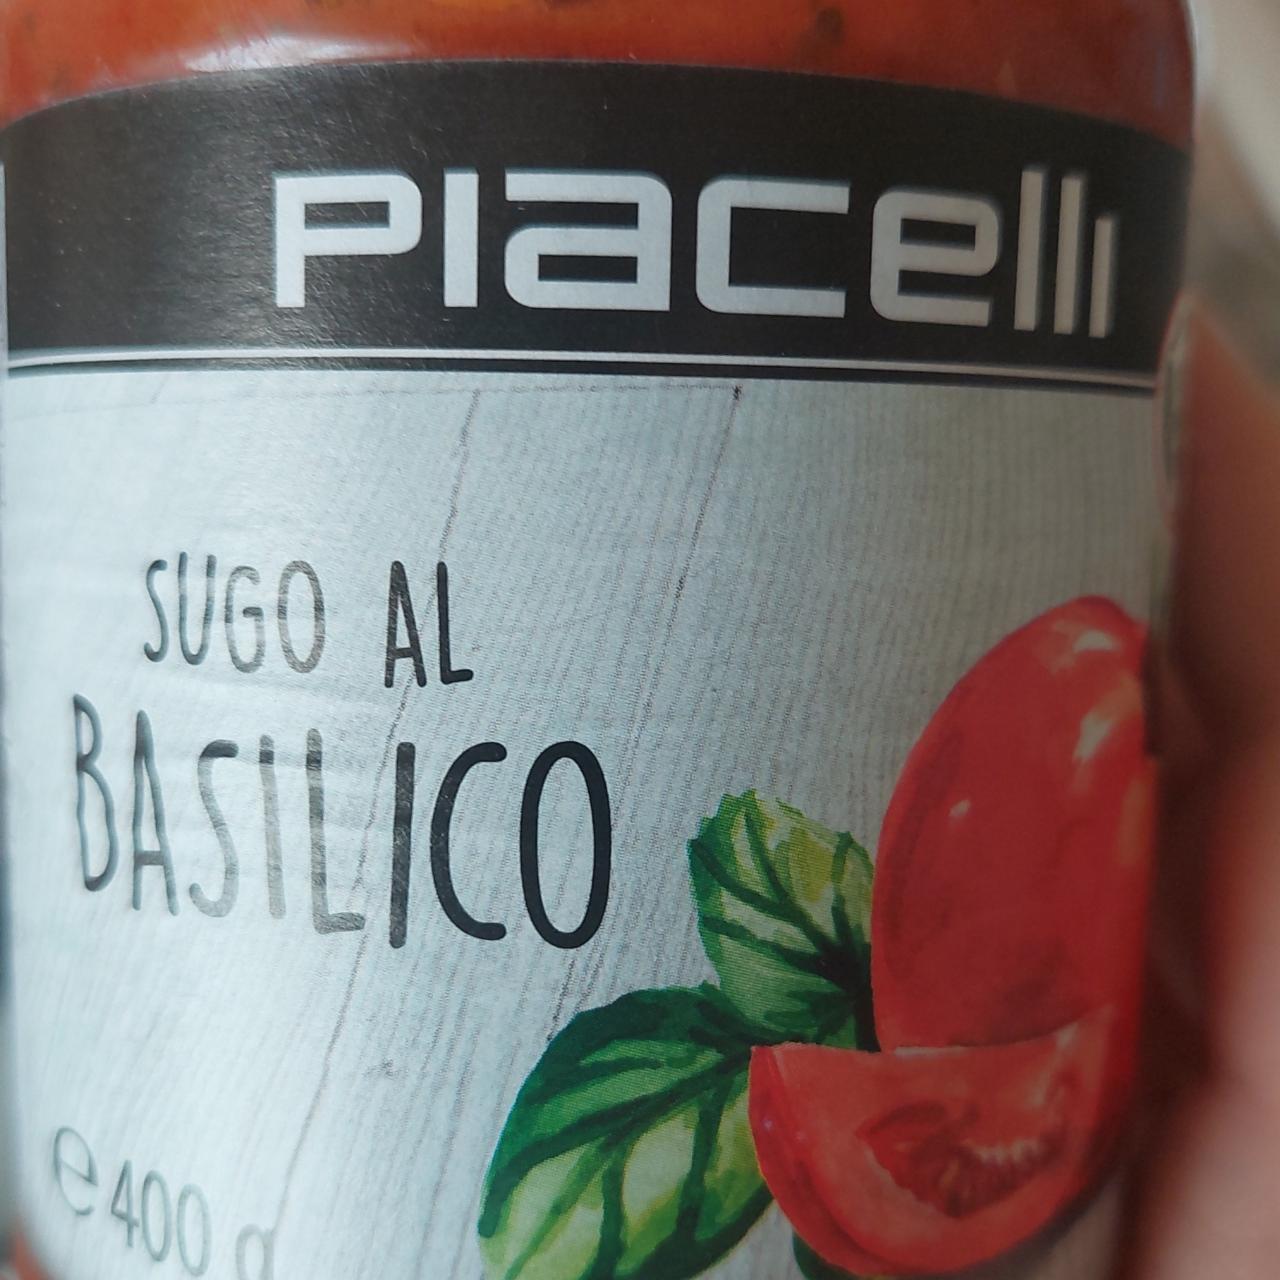 Piacelli
SUGO AL
BASILICO
e 400 g